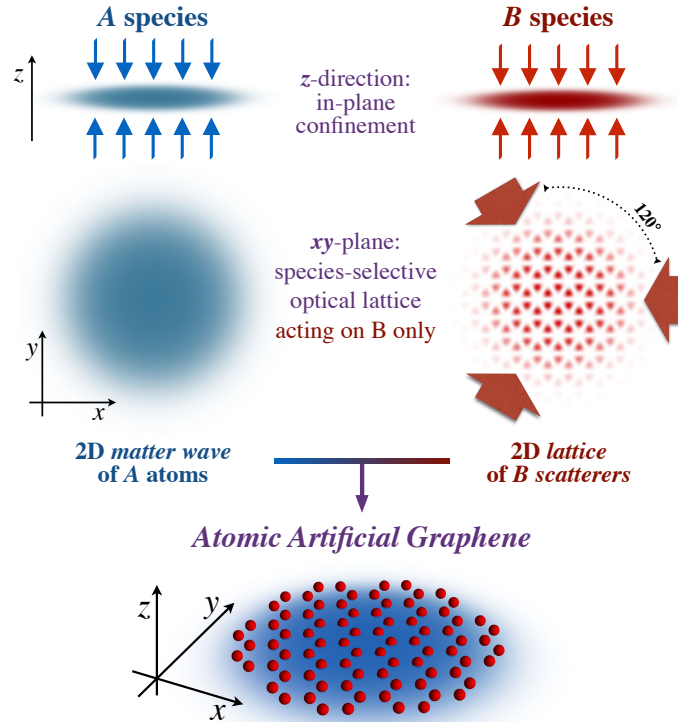 A species
B species
z
z-direction:
in-plane
confinement
120°
xy-plane:
species-selective
optical lattice
acting on B only
y
x
2D matter wave
of A atoms
2D lattice
of B scatterers
Atomic Artificial Graphene
z
y
x